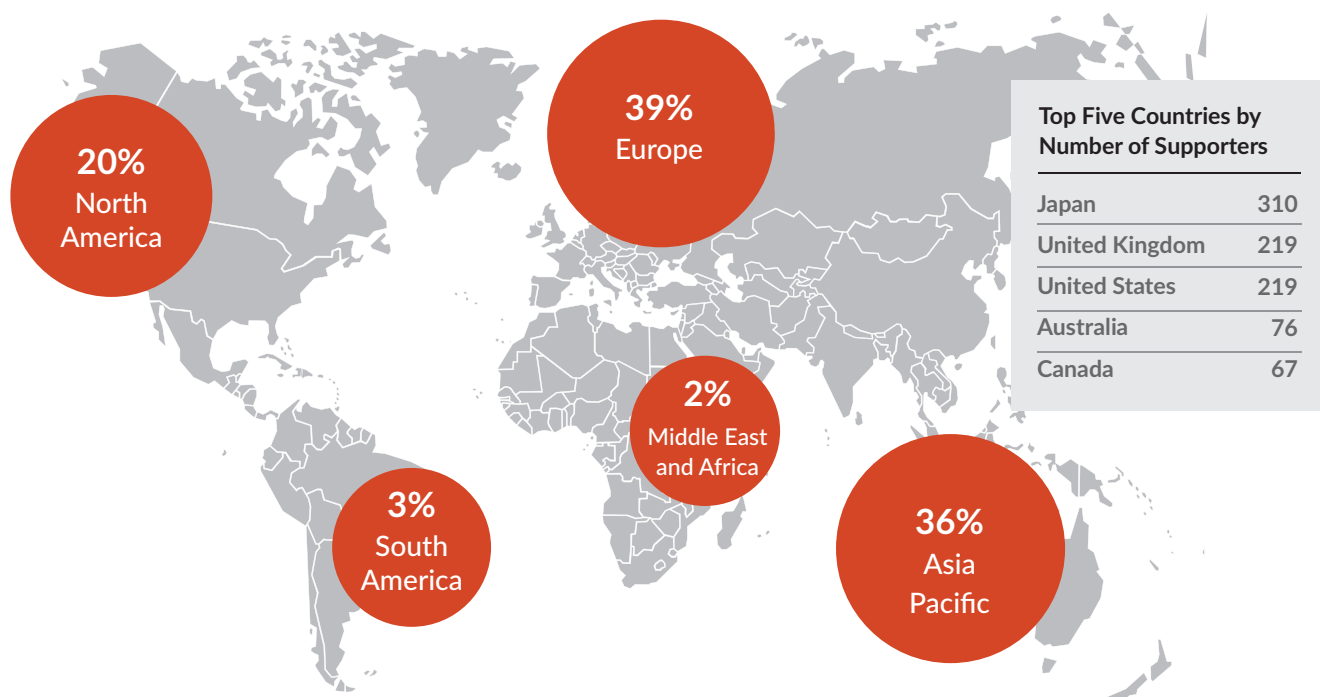 39%
Europe
20%
North
America
2%
Middle East
and Africa
3%
South
America
36%
Asia
Pacific
Top Five Countries by
Number of Supporters
Japan 310
United Kingdom 219
United States 219
Australia 76
Canada 67